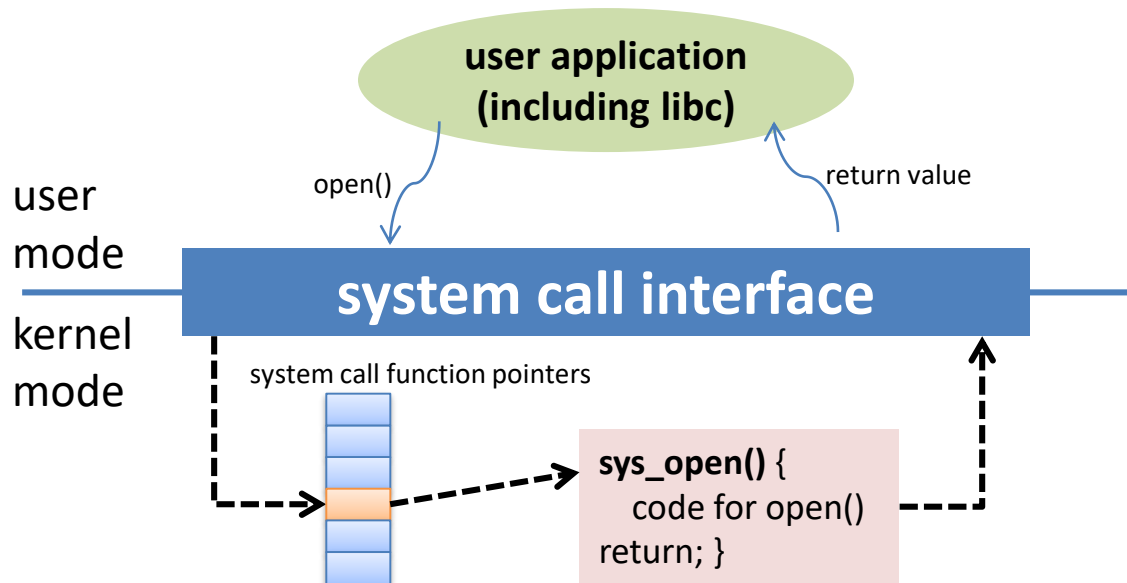 user application
(including libc)
open()
return value
user
mode
system call interface
kernel
mode
system call function pointers
sys_open() {
code for open()
return; }